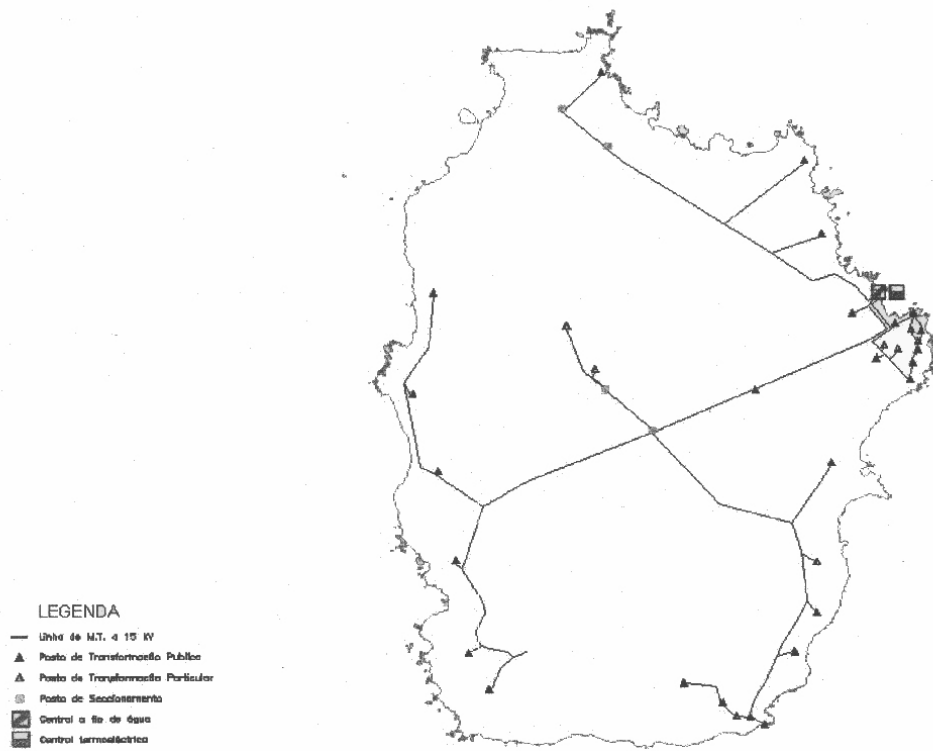 LEGENDA
Linha de M.T. a 15 KV
Posto de Transformação Publico
Posto de Transformação Particular
Posto de Seccionamento
Central a fio de água
Central termoeléctrica